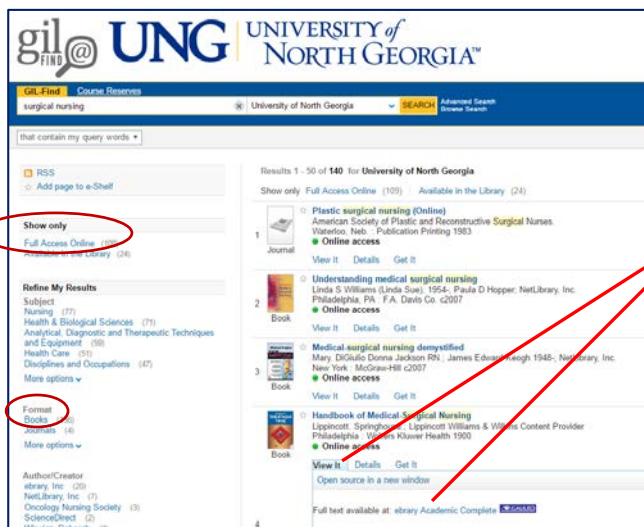 gil@
FIND
UNG
UNIVERSITY of
NORTH GEORGIA™
GIL-Find Course Reserves
surgical nursing
University of North Georgia
SEARCH
Advanced Search
Browse Search
that contain my query words
RSS
Add page to e-Shelf
Show only
Full Access Online
Available in the Library (24)
Refine My Results
Subject
Nursing (77)
Health & Biological Sciences (71)
Analytical, Diagnostic and Therapeutic Techniques
and Equipment (59)
Health Care (51)
Disciplines and Occupations (47)
More options
Format
Books
Journals (4)
More options
Author/Creator
ebrary, Inc (20)
NetLibrary, Inc (7)
Oncology Nursing Society (3)
ScienceDirect (2)
Results 1 - 50 of 140 for University of North Georgia
Show only Full Access Online (109) Available in the Library (24)
1
Journal
Plastic surgical nursing (Online)
American Society of Plastic and Reconstructive Surgical Nurses.
Waterloo, Neb. : Publication Printing 1983
Online access
View It Details Get It
2
Book
Understanding medical surgical nursing
Linda S Williams (Linda Sue), 1954-, Paula D Hopper; NetLibrary, Inc.
Philadelphia, PA : F.A. Davis Co. c2007
View It Details Get It
3
Book
Medical-surgical nursing demystified
Mary. DiGiulio Donna Jackson RN.; James Edward Keogh 1948-, NetLibrary, Inc.
New York : McGraw-Hill c2007
Online access
View It Details Get It
4
Book
Handbook of Medical-Surgical Nursing
Lippincott. Springhouse.; Lippincott Williams & Wilkins Content Provider
Philadelphia : Wolters Kluwer Health 1900
Online access
View It Details Get It
Open source in a new window
Full text available at: ebrary Academic Complete GALILEO